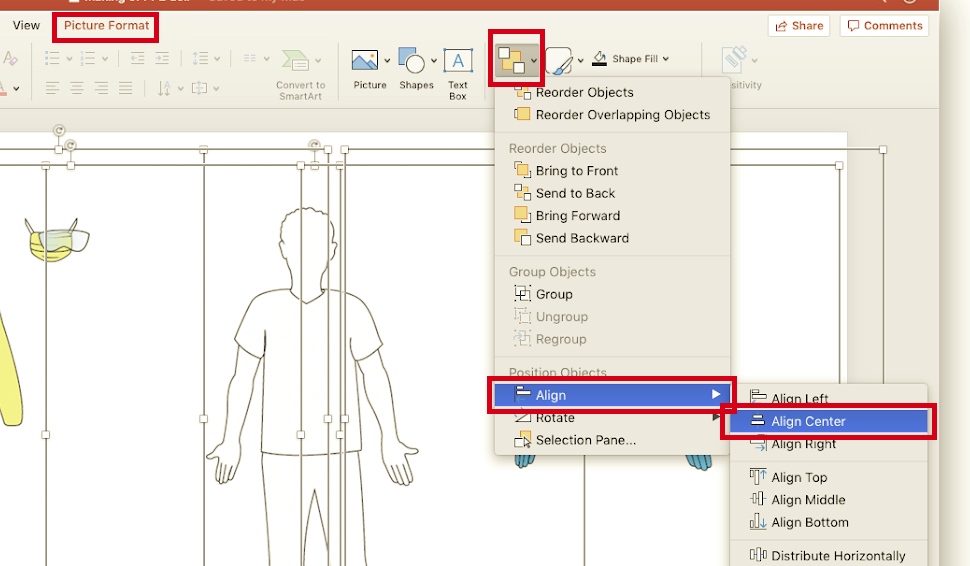 View
Picture Format
Share
Comments
Convert to
SmartArt
Picture
Shapes
Text
Box
A
Shape Fill
Reorder Objects
Reorder Overlapping Objects
Reorder Objects
Bring to Front
Send to Back
Bring Forward
Send Backward
Group Objects
Group
Ungroup
Regroup
Position Objects
Align
Rotate
Selection Pane...
Align Left
Align Center
Align Right
Align Top
Align Middle
Align Bottom
Distribute Horizontally